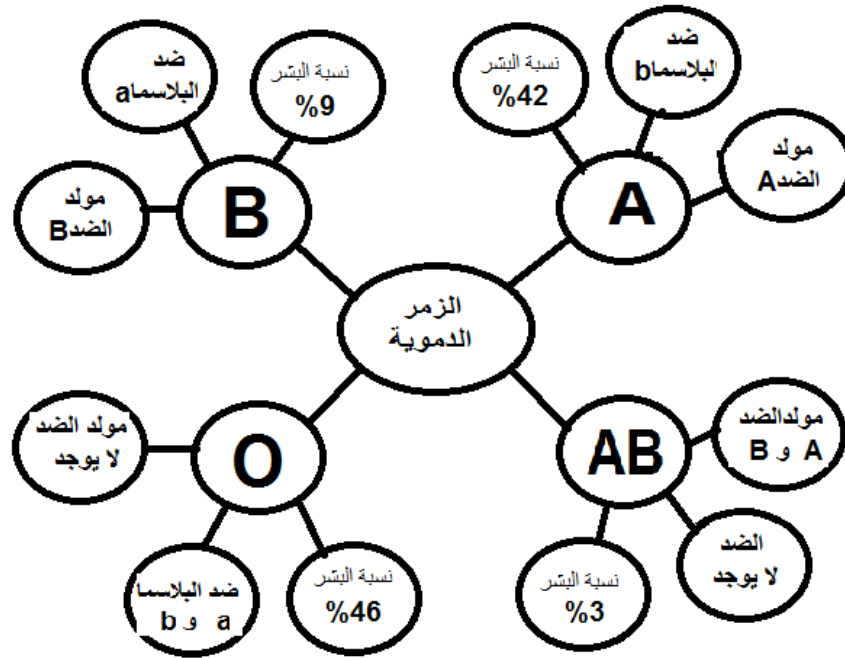 الزمر
الدموية
A
نسبة البشر
%42
ضد
البلاسماb
مولد
الضدA
B
نسبة البشر
%9
ضد
البلاسماa
مولد
الضدB
O
مولد الضد
لا يوجد
ضد البلاسما
a و b
نسبة البشر
%46
AB
مولدالضد
A و B
الضد
لا يوجد
نسبة البشر
%3